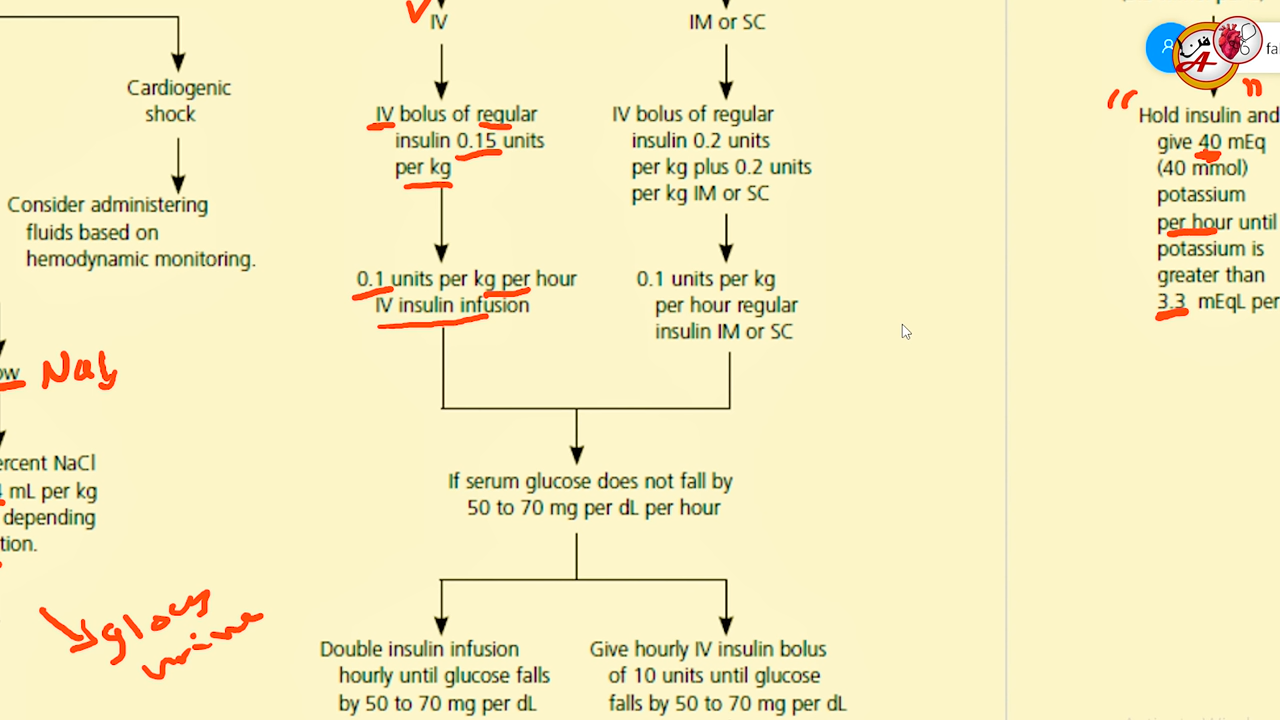 IV
IM or SC
Cardiogenic
shock
Consider administering
fluids based on
hemodynamic monitoring.
IV bolus of regular
insulin 0.15 units
per kg
0.1 units per kg per hour
IV insulin infusion
IV bolus of regular
insulin 0.2 units
per kg plus 0.2 units
per kg IM or SC
0.1 units per kg
per hour regular
insulin IM or SC
If serum glucose does not fall by
50 to 70 mg per dL per hour
Double insulin infusion
hourly until glucose falls
by 50 to 70 mg per dL
Give hourly IV insulin bolus
of 10 units until glucose
falls by 50 to 70 mg per dL
" Hold insulin and "
give 40 mEq
(40 mmol)
potassium
per hour until
potassium is
greater than
3.3 mEqL per
ow
ercent NaCl
mL per kg
depending
tion.
urine
فن
A
6 fa